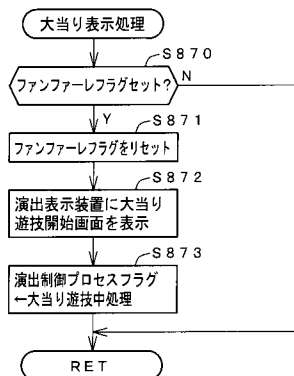 大当り表示処理
S870
ファンファーレフラグセット?
N
Y
S871
ファンファーレフラグをリセット
S872
演出表示装置に大当り
遊技開始画面を表示
S873
演出制御プロセスフラグ
←大当り遊技中処理
RET